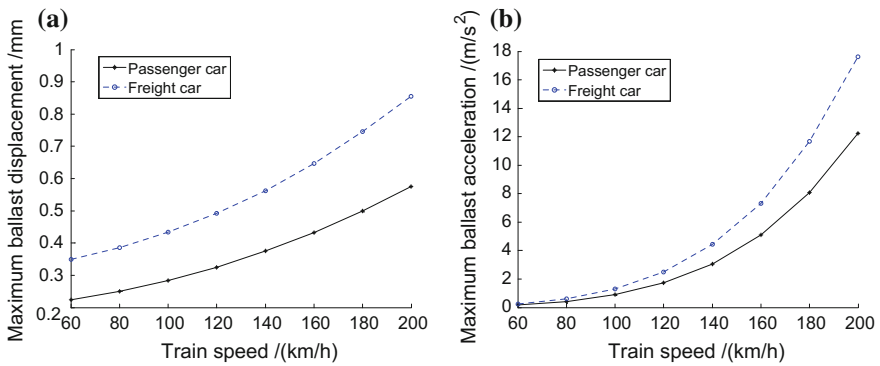 (a)
Maximum ballast displacement /mm
1
0.9
0.8
0.7
0.6
0.5
0.4
0.3
0.2
Passenger car
Freight car
60 80 100 120 140 160 180 200
Train speed /(km/h)
(b)
Maximum ballast acceleration /(m/s²)
18
16
14
12
10
8
6
4
2
0
Passenger car
Freight car
60 80 100 120 140 160 180 200
Train speed /(km/h)